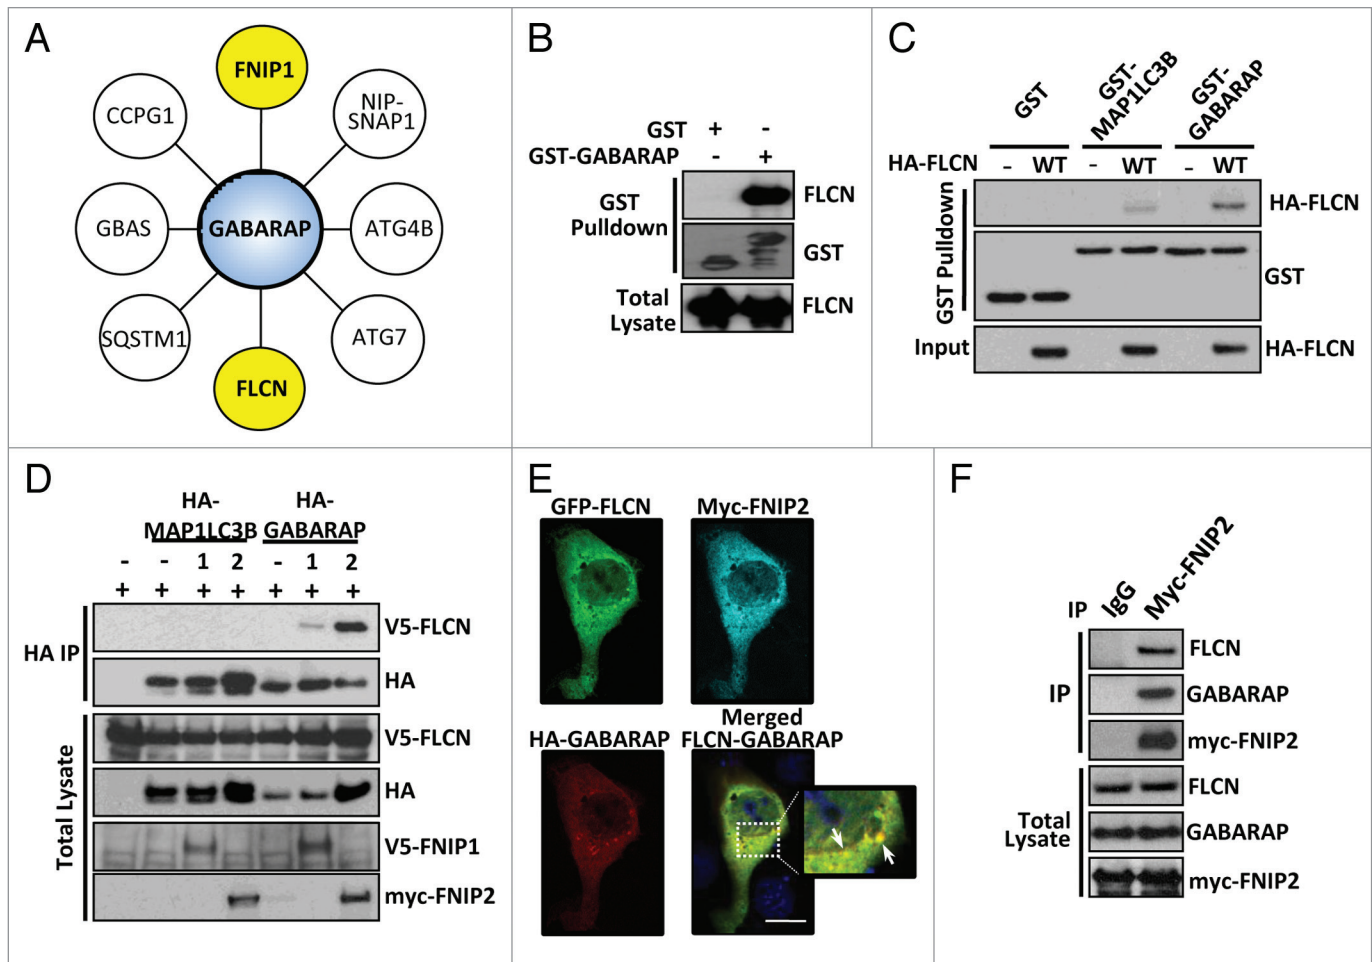 A
FNIP1
CCPG1
NIP-
SNAP1
GBAS
GABARAP
ATG4B
SQSTM1
ATG7
FLCN
B
GST + -
GST-GABARAP - +
GST
Pulldown
FLCN
GST
Total
Lysate
FLCN
C
GST
GST-
MAP1LC3B
GST-
GABARAP
HA-FLCN - WT - WT - WT
GST Pulldown
HA-FLCN
GST
Input
HA-FLCN
D
HA-
MAP1LC3B
HA-
GABARAP
- - 1 2 - 1 2
+ + + + + + +
HA IP
V5-FLCN
HA
Total Lysate
V5-FLCN
HA
V5-FNIP1
myc-FNIP2
E
GFP-FLCN
Myc-FNIP2
HA-GABARAP
Merged
FLCN-GABARAP
F
IP IgG Myc-FNIP2
IP
FLCN
GABARAP
myc-FNIP2
Total
Lysate
FLCN
GABARAP
myc-FNIP2